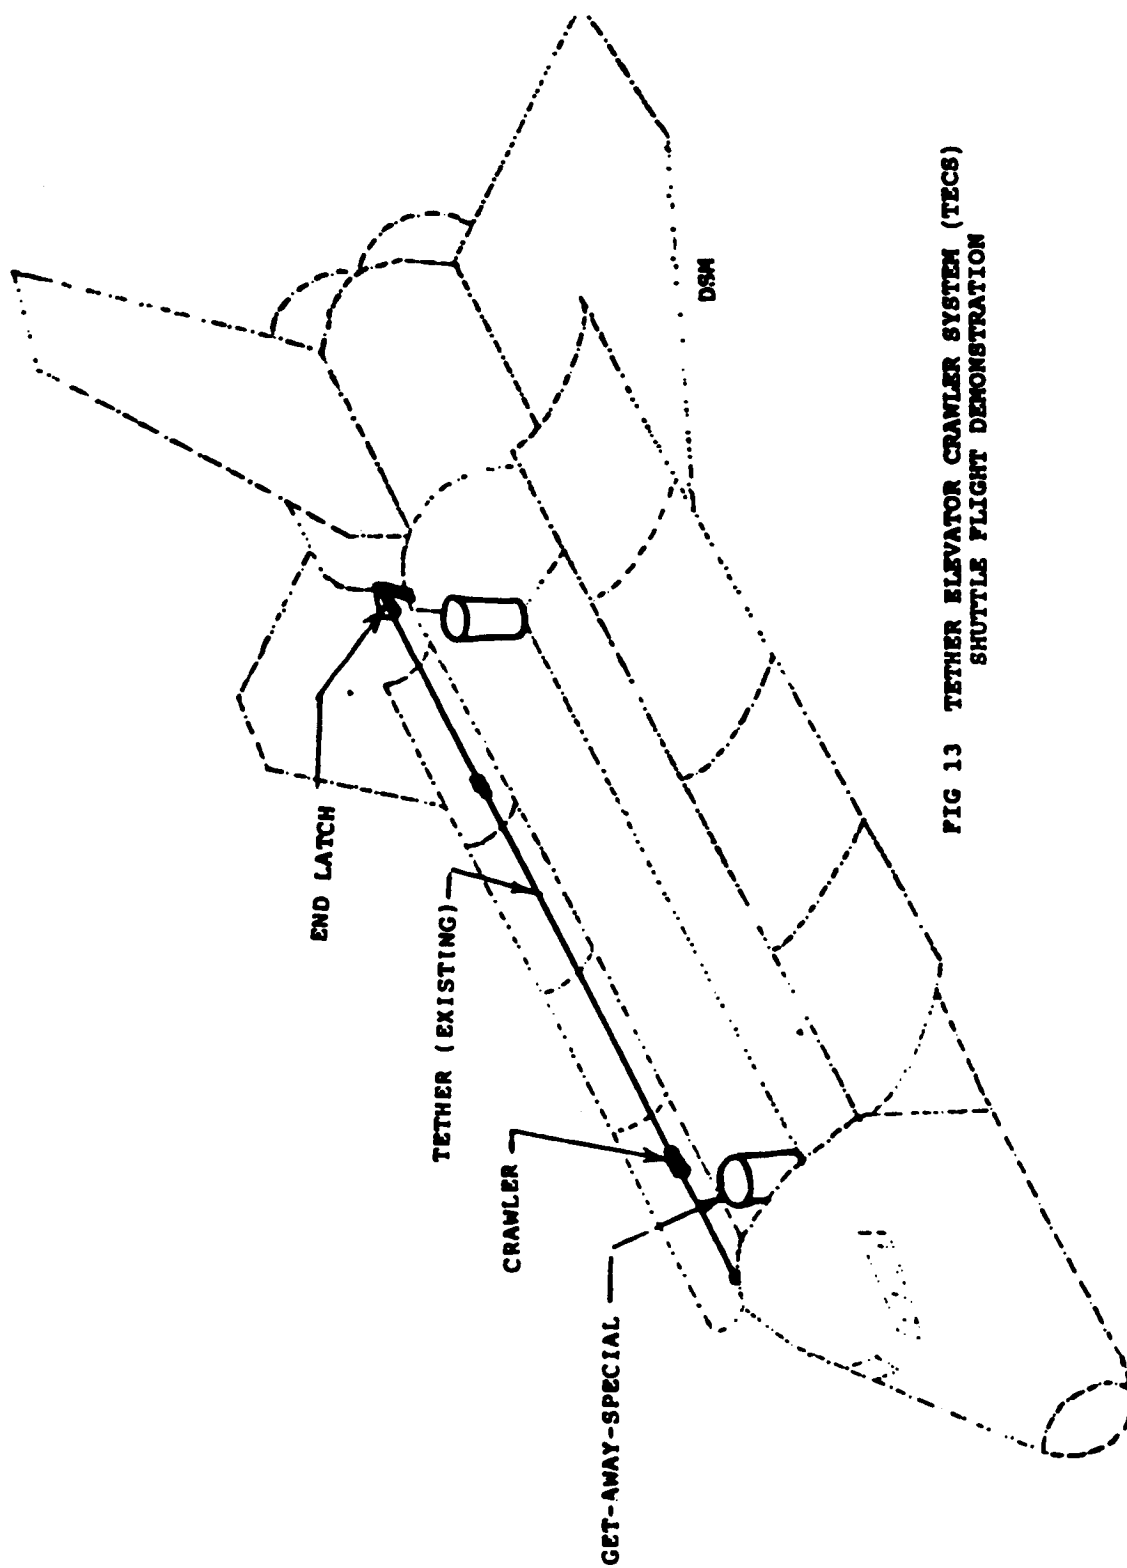 END LATCH
TETHER (EXISTING)
CRAWLER
GET-AWAY-SPECIAL
DSM
FIG 13 TETHER ELEVATOR CRAWLER SYSTEM (TECS)
SHUTTLE FLIGHT DEMONSTRATION